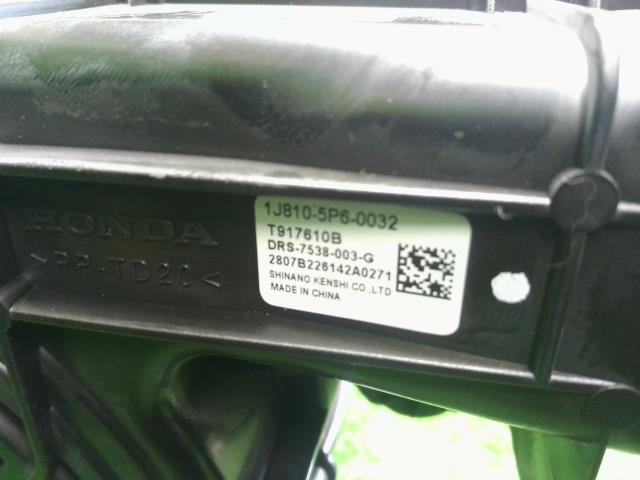 HONDA
>PP-TD20<
1J810-5P6-0032
T917610B
DRS-7538-003-G
2807B226142A0271
SHINANO KENSHI CO.,LTD
MADE IN CHINA